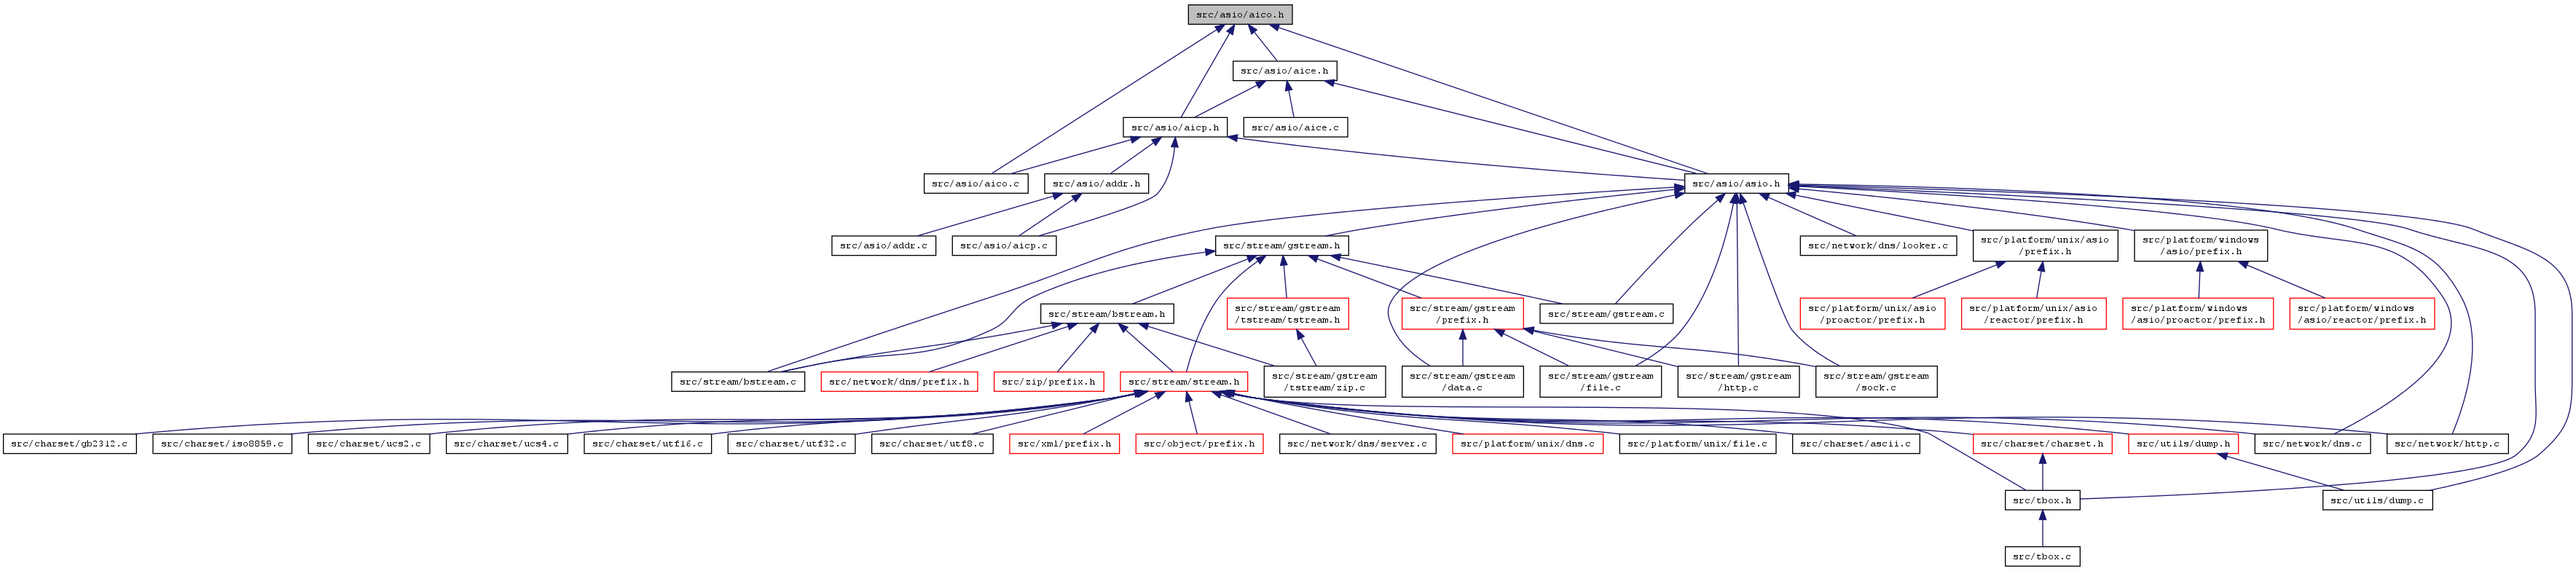 src/asio/aico.h
src/asio/aice.h
src/asio/aicp.h
src/asio/aice.c
src/asio/aico.c
src/asio/addr.h
src/asio/asio.h
src/asio/addr.c
src/asio/aicp.c
src/stream/gstream.h
src/network/dns/looker.c
src/platform/unix/asio
/prefix.h
src/platform/windows
/asio/prefix.h
src/stream/bstream.h
src/stream/gstream
/tstream/tstream.h
src/stream/gstream
/prefix.h
src/stream/gstream.c
src/platform/unix/asio
/proactor/prefix.h
src/platform/unix/asio
/reactor/prefix.h
src/platform/windows
/asio/proactor/prefix.h
src/platform/windows
/asio/reactor/prefix.h
src/stream/bstream.c
src/network/dns/prefix.h
src/zip/prefix.h
src/stream/stream.h
src/stream/gstream
/tstream/zip.c
src/stream/gstream
/data.c
src/stream/gstream
/file.c
src/stream/gstream
/http.c
src/stream/gstream
/sock.c
src/charset/gb2312.c
src/charset/iso8859.c
src/charset/ucs2.c
src/charset/ucs4.c
src/charset/utf16.c
src/charset/utf32.c
src/charset/utf8.c
src/xml/prefix.h
src/object/prefix.h
src/network/dns/server.c
src/platform/unix/dns.c
src/platform/unix/file.c
src/charset/ascii.c
src/charset/charset.h
src/utils/dump.h
src/network/dns.c
src/network/http.c
src/tbox.h
src/utils/dump.c
src/tbox.c